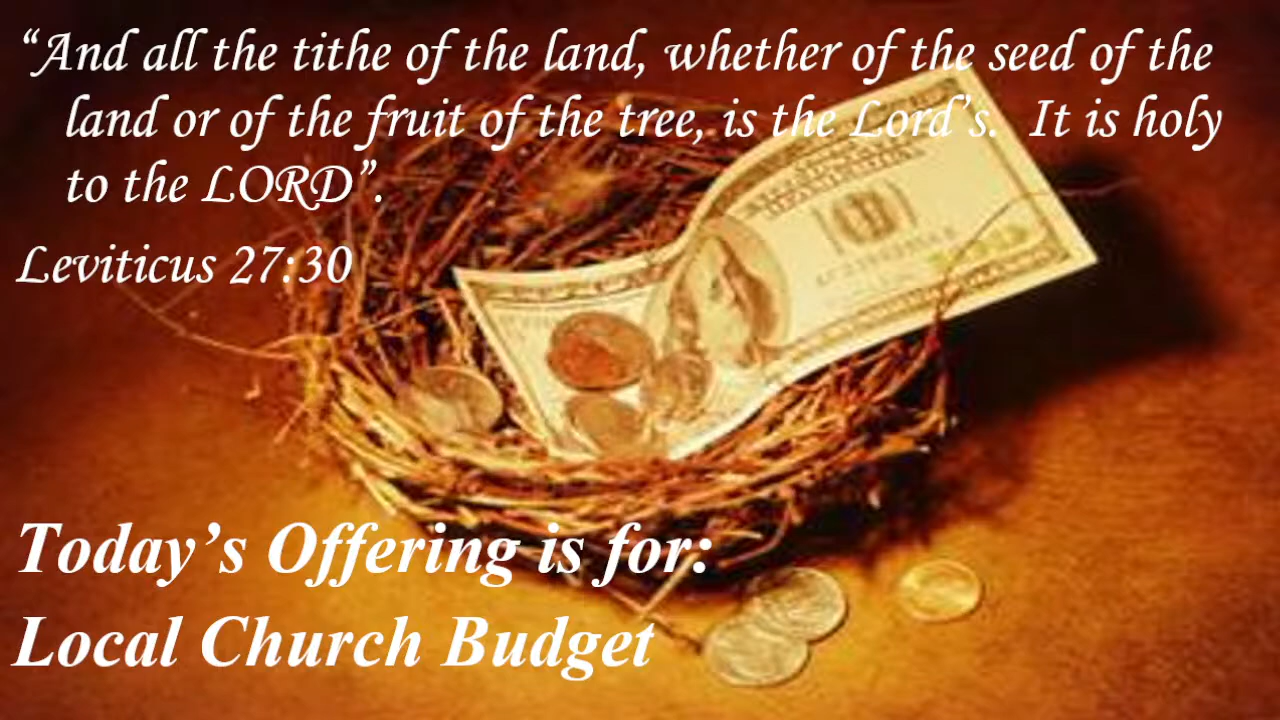 “And all the tithe of the land, whether of the seed of the
land or of the fruit of the tree, is the Lord’s.  It is holy
to the LORD”.
Leviticus 27:30
Today’s Offering is for:
Local Church Budget